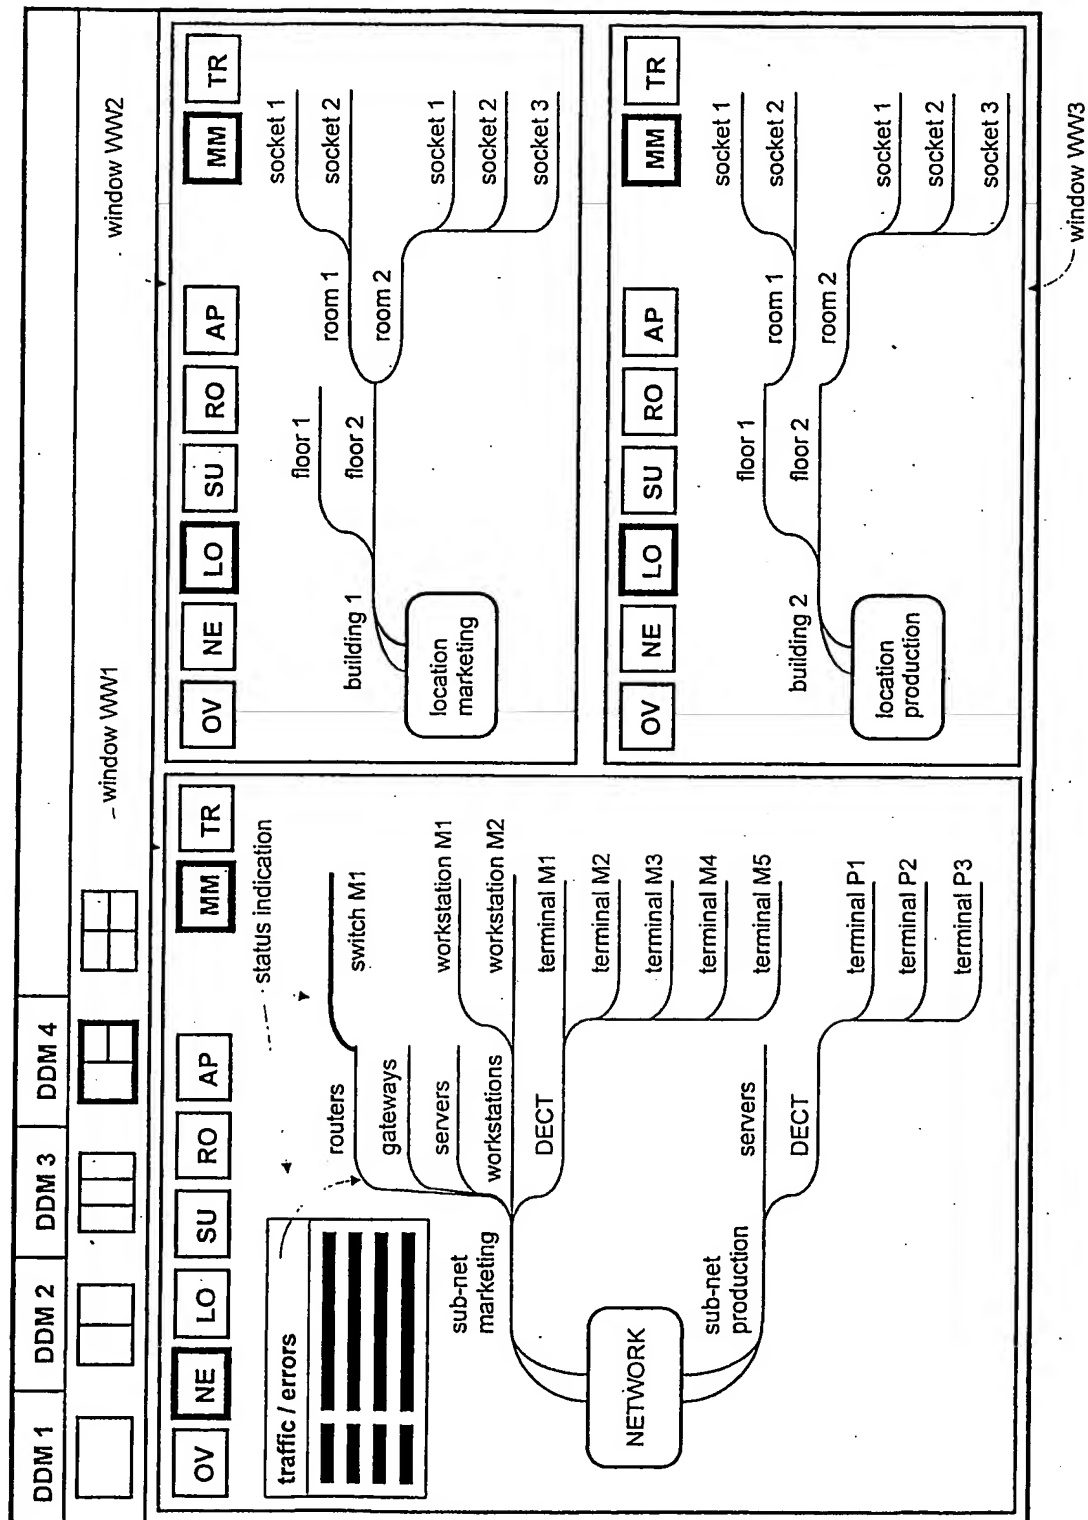 DDM 1
DDM 2
DDM 3
DDM 4
window WW1
window WW2
OV
NE
LO
SU
RO
AP
MM
TR
traffic / errors
status indication
routers
switch M1
gateways
servers
workstations
workstation M1
workstation M2
DECT
terminal M1
terminal M2
terminal M3
terminal M4
terminal M5
sub-net
marketing
NETWORK
sub-net
production
servers
DECT
terminal P1
terminal P2
terminal P3
OV
NE
LO
SU
RO
AP
MM
TR
building 1
floor 1
floor 2
room 1
room 2
socket 1
socket 2
socket 1
socket 2
socket 3
location
marketing
OV
NE
LO
SU
RO
AP
MM
TR
building 2
floor 1
floor 2
room 1
room 2
socket 1
socket 2
socket 1
socket 2
socket 3
location
production
window WW3